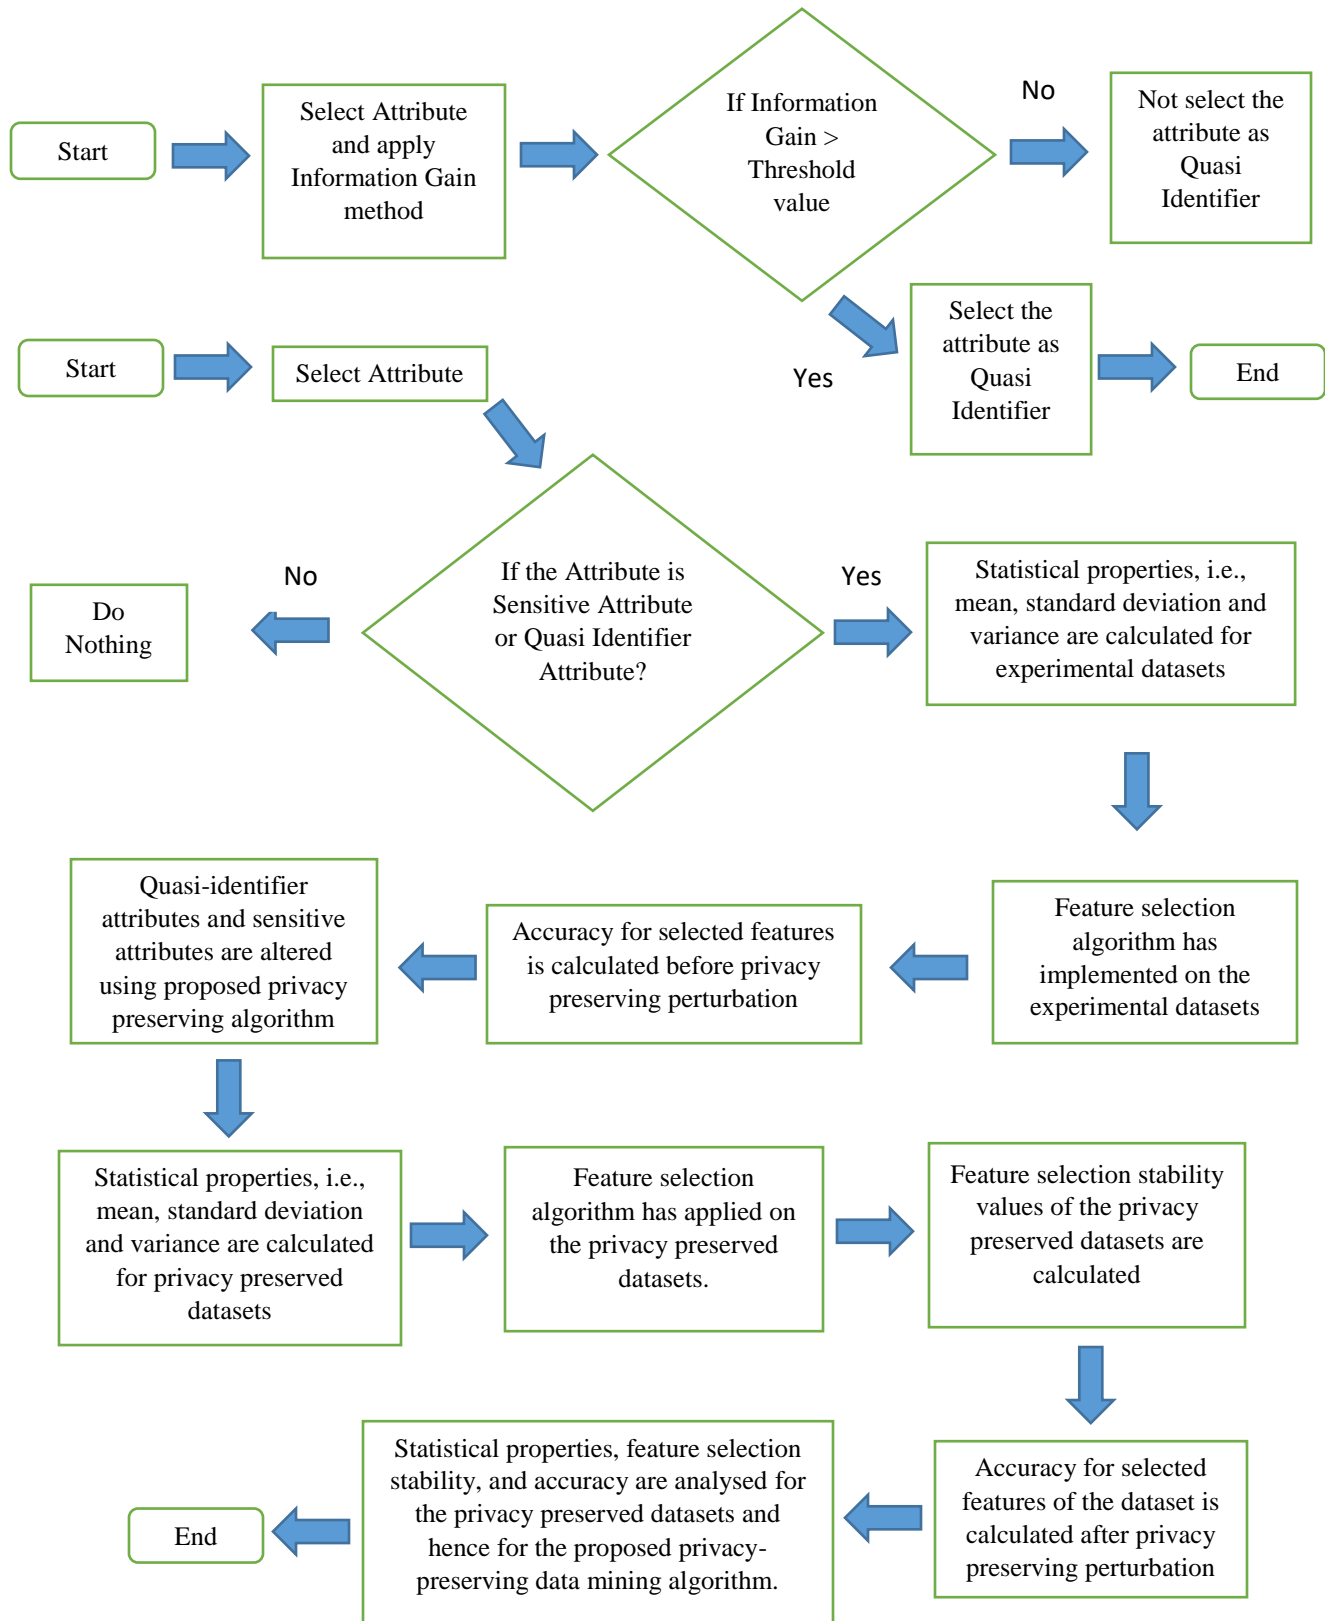 Start
Select Attribute
and apply
Information Gain
method
If Information
Gain >
Threshold
value
No
Not select the
attribute as
Quasi
Identifier
Yes
Select the
attribute as
Quasi
Identifier
End
Start
Select Attribute
If the Attribute is
Sensitive Attribute
or Quasi Identifier
Attribute?
No
Do
Nothing
Yes
Statistical properties, i.e.,
mean, standard deviation and
variance are calculated for
experimental datasets
Feature selection
algorithm has
implemented on the
experimental datasets
Accuracy for selected features
is calculated before privacy
preserving perturbation
Quasi-identifier
attributes and sensitive
attributes are altered
using proposed privacy
preserving algorithm
Statistical properties, i.e.,
mean, standard deviation
and variance are calculated
for privacy preserved
datasets
Feature selection
algorithm has applied on
the privacy preserved
datasets.
Feature selection stability
values of the privacy
preserved datasets are
calculated
Accuracy for selected
features of the dataset is
calculated after privacy
preserving perturbation
Statistical properties, feature selection
stability, and accuracy are analysed for
the privacy preserved datasets and
hence for the proposed privacy-
preserving data mining algorithm.
End